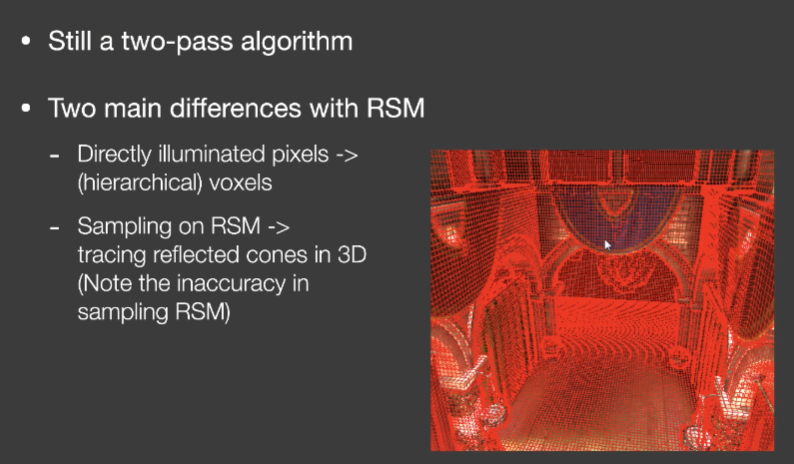 • Still a two-pass algorithm
• Two main differences with RSM
- Directly illuminated pixels ->
(hierarchical) voxels
- Sampling on RSM ->
tracing reflected cones in 3D
(Note the inaccuracy in
sampling RSM)